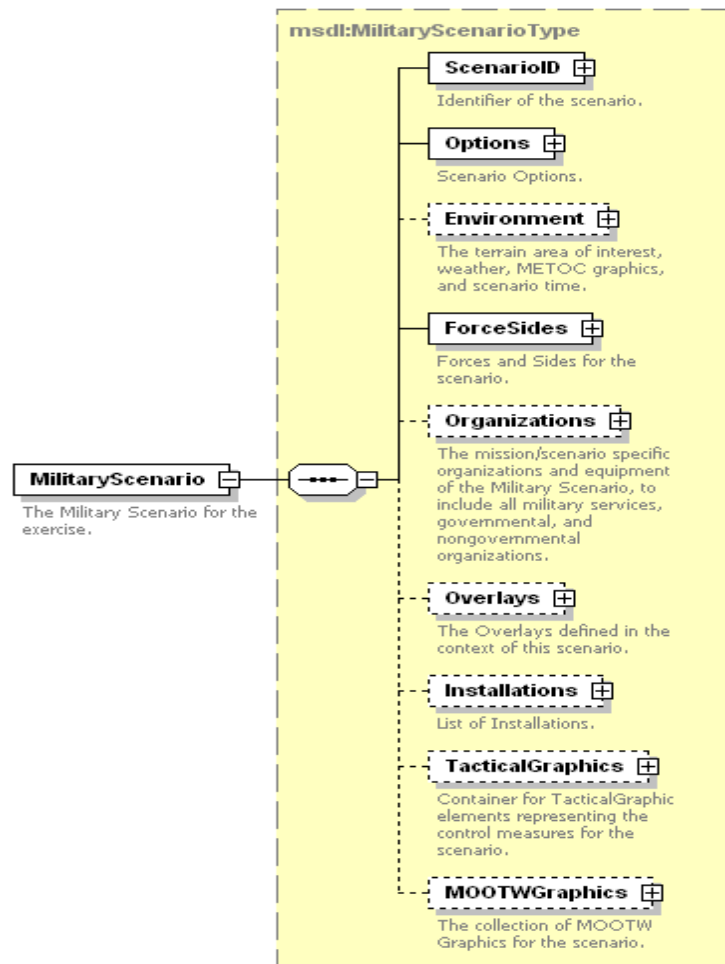 msdl:MilitaryScenarioType
ScenarioID
Identifier of the scenario.
Options
Scenario Options.
Environment
The terrain area of interest,
weather, METOC graphics,
and scenario time.
ForceSides
Forces and Sides for the
scenario.
Organizations
The mission/scenario specific
organizations and equipment
of the Military Scenario, to
include all military services,
governmental, and
nongovernmental
organizations.
MilitaryScenario
The Military Scenario for the
exercise.
Overlays
The Overlays defined in the
context of this scenario.
Installations
List of Installations.
TacticalGraphics
Container for TacticalGraphic
elements representing the
control measures for the
scenario.
MOOTWGraphics
The collection of MOOTW
Graphics for the scenario.